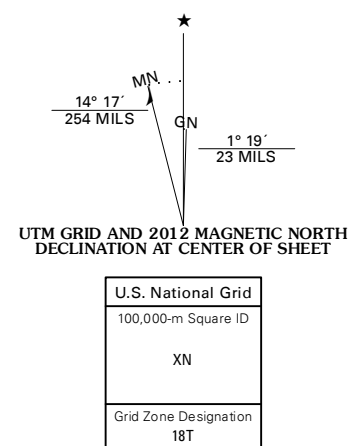 ★
MN
14° 17´
254 MILS
GN
1° 19´
23 MILS
UTM GRID AND 2012 MAGNETIC NORTH
DECLINATION AT CENTER OF SHEET
U.S. National Grid
100,000-m Square ID
XN
Grid Zone Designation
18T